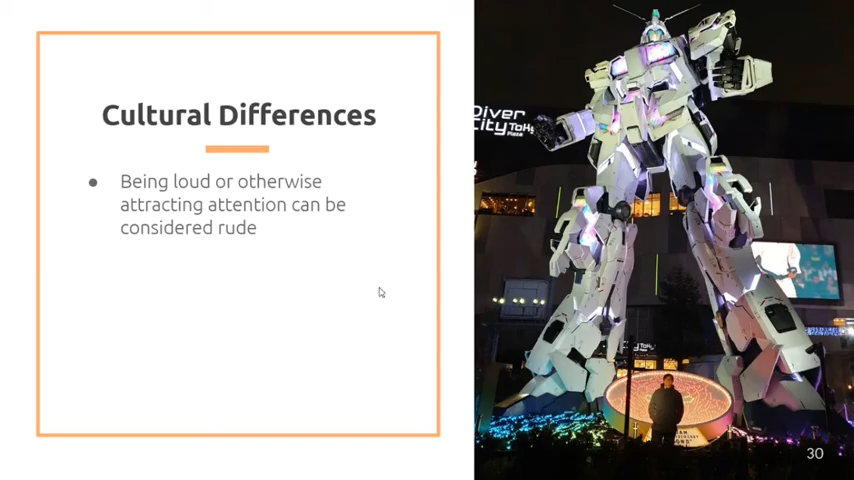 Cultural Differences
● Being loud or otherwise
attracting attention can be
considered rude
Diver
City Tokyo
Plaza
30